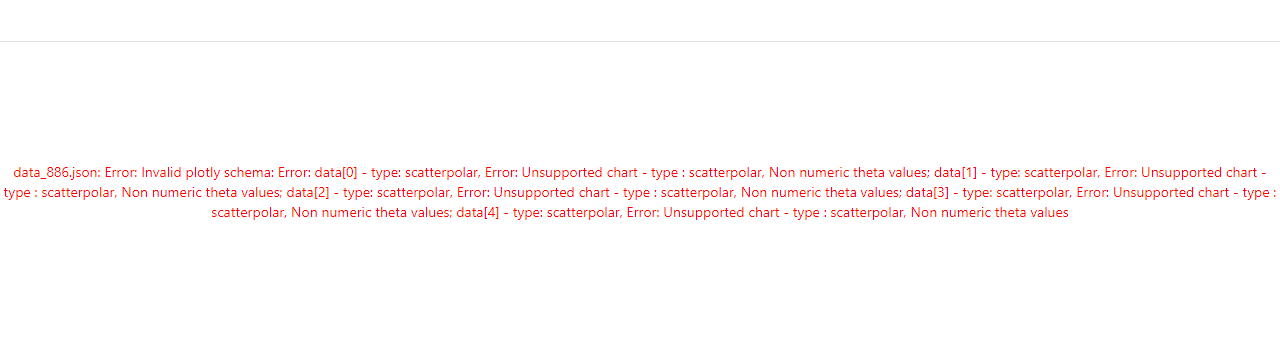 data_886.json: Error: Invalid plotly schema: Error: data[0] - type: scatterpolar, Error: Unsupported chart - type : scatterpolar, Non numeric theta values; data[1] - type: scatterpolar, Error: Unsupported chart -
type : scatterpolar, Non numeric theta values; data[2] - type: scatterpolar, Error: Unsupported chart - type : scatterpolar, Non numeric theta values; data[3] - type: scatterpolar, Error: Unsupported chart - type :
scatterpolar, Non numeric theta values; data[4] - type: scatterpolar, Error: Unsupported chart - type : scatterpolar, Non numeric theta values